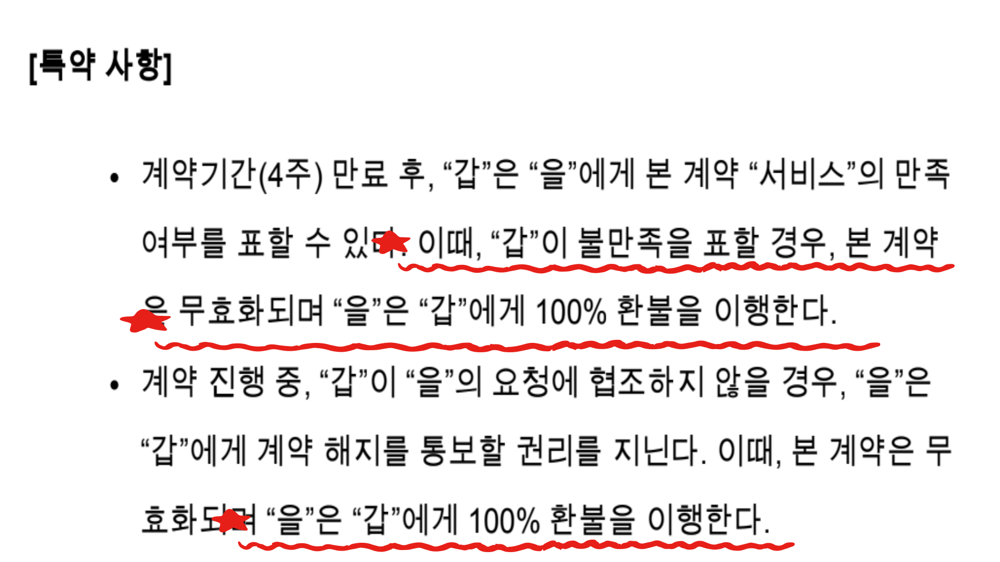 [특약 사항]
• 계약기간(4주) 만료 후, “갑”은 “을”에게 본 계약 “서비스”의 만족
여부를 표할 수 있다. 이때, “갑”이 불만족을 표할 경우, 본 계약
은 무효화되며 “을”은 “갑”에게 100% 환불을 이행한다.
• 계약 진행 중, “갑”이 “을”의 요청에 협조하지 않을 경우, “을”은
“갑”에게 계약 해지를 통보할 권리를 지닌다. 이때, 본 계약은 무
효화되며 “을”은 “갑”에게 100% 환불을 이행한다.